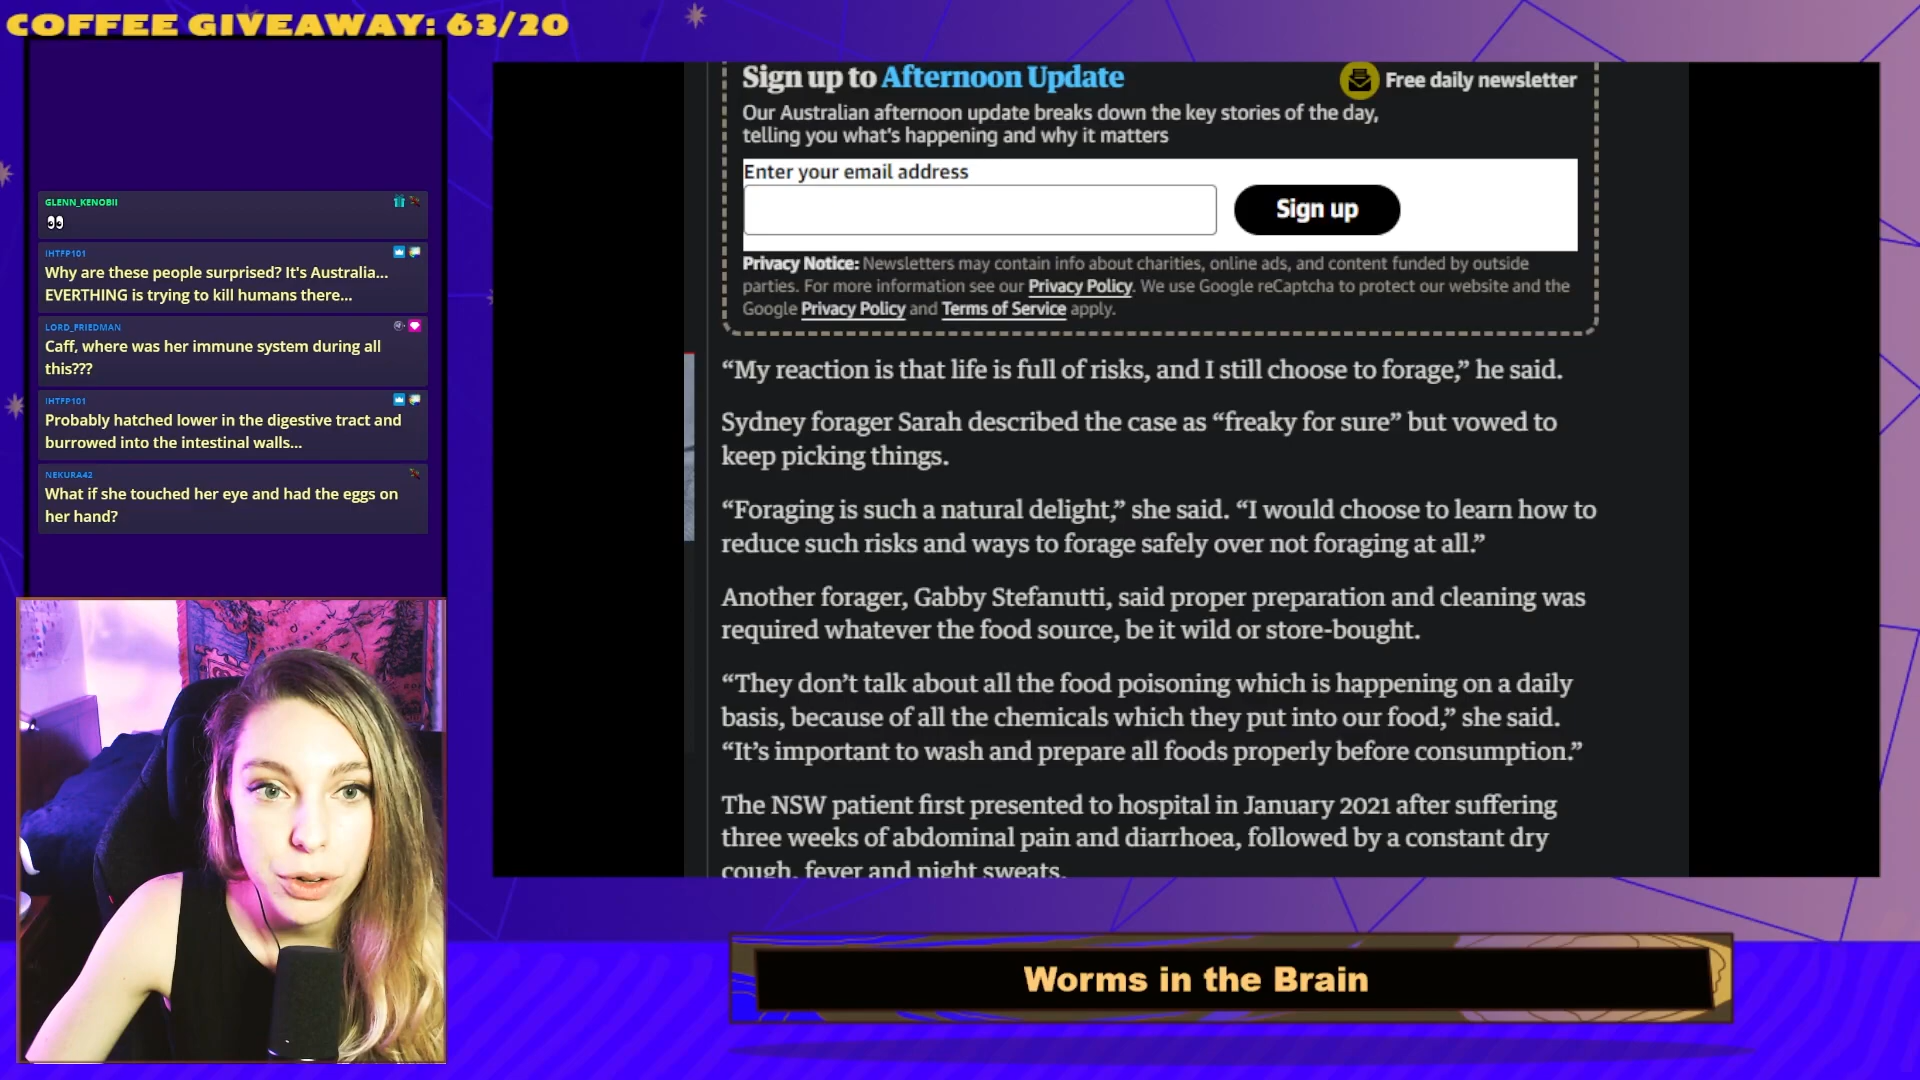 COFFEE GIVEAWAY: 63/20
GLENN_KENOBII
IHTFP101
Why are these people surprised? It's Australia...
EVERTHING is trying to kill humans there...
LORD_FRIEDMAN
Caff, where was her immune system during all
this???
IHTFP101
Probably hatched lower in the digestive tract and
burrowed into the intestinal walls...
NEKURA42
What if she touched her eye and had the eggs on
her hand?
Sign up to Afternoon Update
Free daily newsletter
Our Australian afternoon update breaks down the key stories of the day,
telling you what's happening and why it matters
Enter your email address
Sign up
Privacy Notice: Newsletters may contain info about charities, online ads, and content funded by outside
parties. For more information see our Privacy Policy. We use Google reCaptcha to protect our website and the
Google Privacy Policy and Terms of Service apply.
“My reaction is that life is full of risks, and I still choose to forage,” he said.
Sydney forager Sarah described the case as “freaky for sure” but vowed to
keep picking things.
“Foraging is such a natural delight,” she said. “I would choose to learn how to
reduce such risks and ways to forage safely over not foraging at all.”
Another forager, Gabby Stefanutti, said proper preparation and cleaning was
required whatever the food source, be it wild or store-bought.
“They don’t talk about all the food poisoning which is happening on a daily
basis, because of all the chemicals which they put into our food,” she said.
“It’s important to wash and prepare all foods properly before consumption.”
The NSW patient first presented to hospital in January 2021 after suffering
three weeks of abdominal pain and diarrhoea, followed by a constant dry
cough, fever and night sweats.
Worms in the Brain